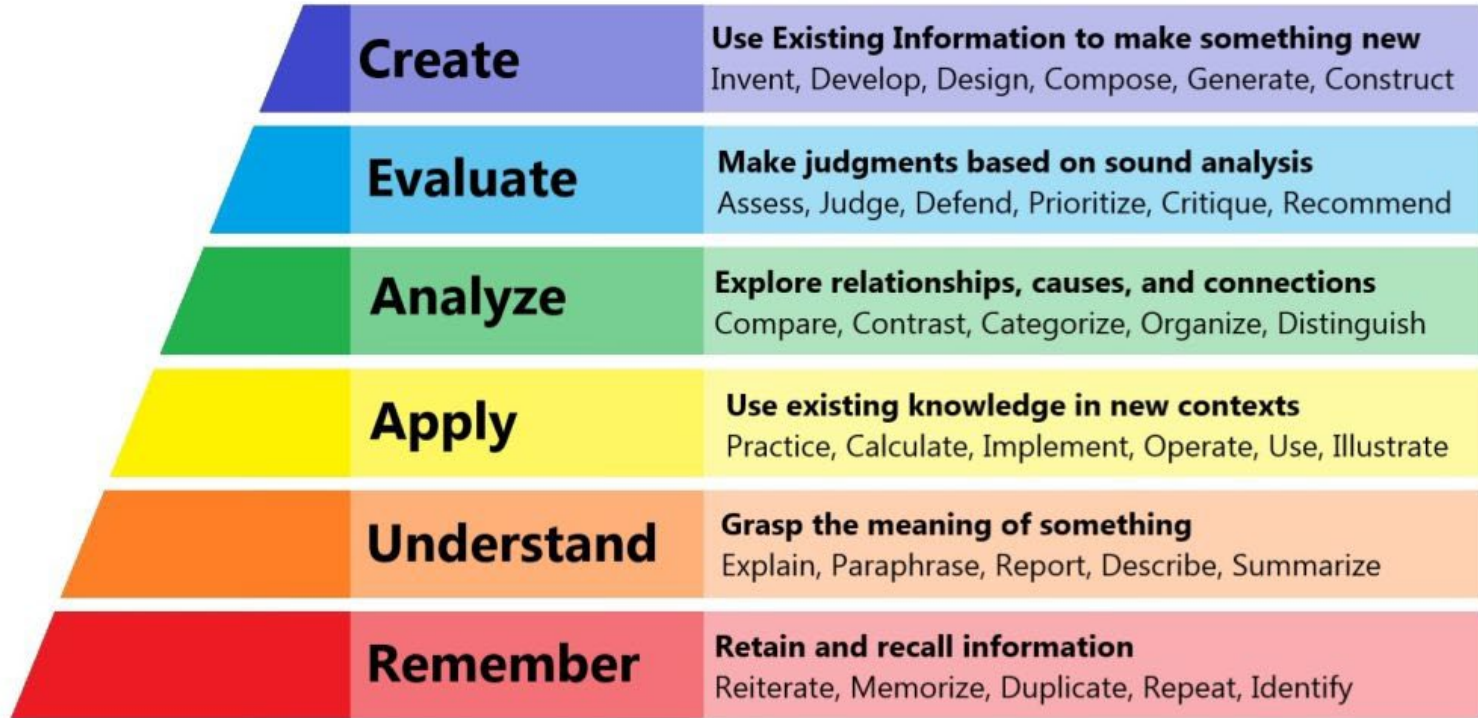 Create
Use Existing Information to make something new
Invent, Develop, Design, Compose, Generate, Construct
Evaluate
Make judgments based on sound analysis
Assess, Judge, Defend, Prioritize, Critique, Recommend
Analyze
Explore relationships, causes, and connections
Compare, Contrast, Categorize, Organize, Distinguish
Apply
Use existing knowledge in new contexts
Practice, Calculate, Implement, Operate, Use, Illustrate
Understand
Grasp the meaning of something
Explain, Paraphrase, Report, Describe, Summarize
Remember
Retain and recall information
Reiterate, Memorize, Duplicate, Repeat, Identify